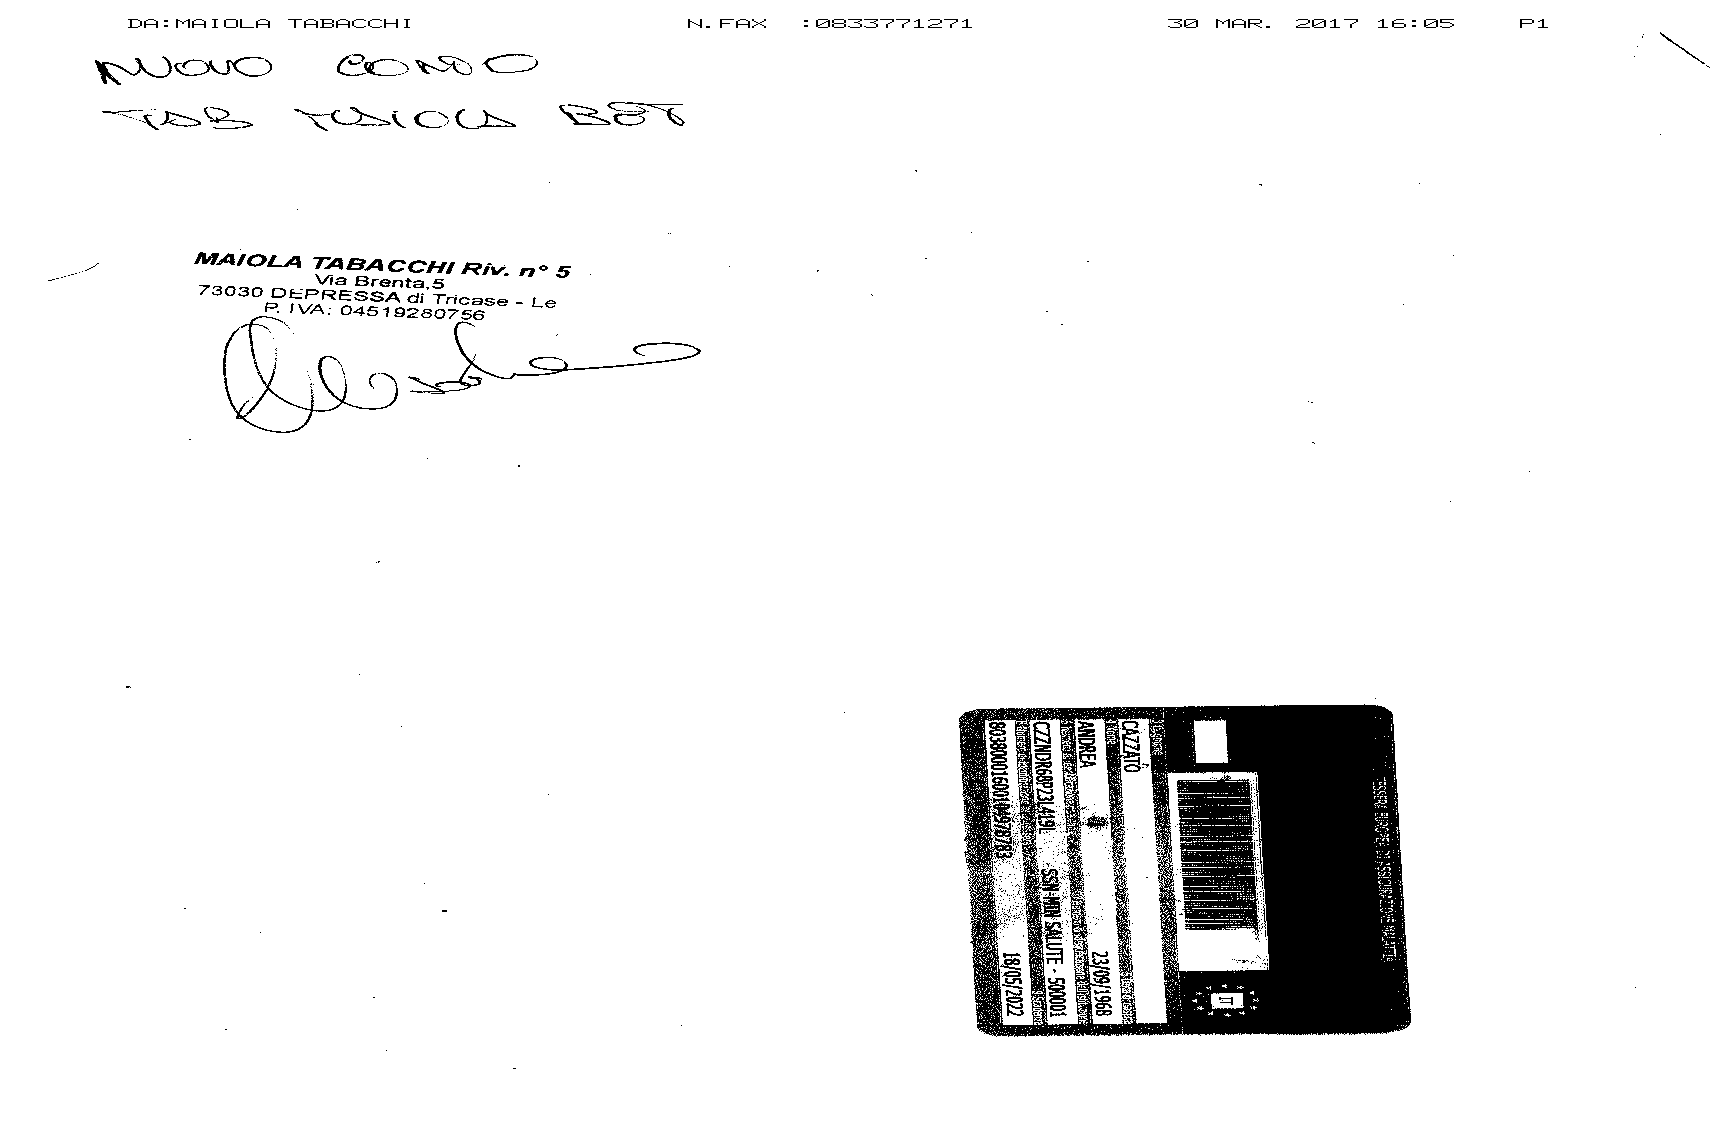 DA:MAIOLA TABACCHI N.FAX :0833771271 30 MAR. 2017 16:05 P1
NUOVO CONTO
TAB MAIOLA BET
MAIOLA TABACCHI Riv. n° 5
Via Brenta,5
73030 DEPRESSA di Tricase - Le
P. IVA: 04519280756
TESSERA EUROPEA DI ASSICURAZIONE MALATTIA
IT
CAZZATO
ANDREA 23/09/1968
CZZNDR68P23L419L SSN-MIN SALUTE - 500001
80380001600104978783 18/05/2022